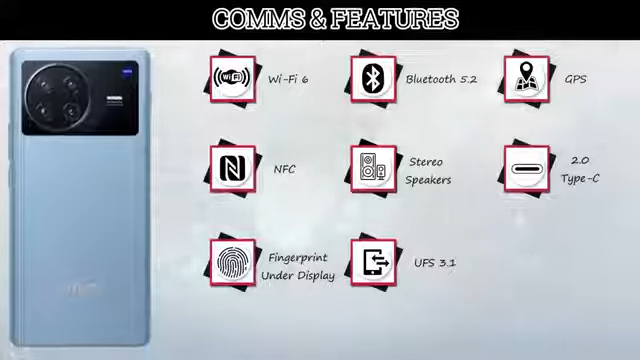 COMMS & FEATURES
WiFi
Wi-Fi 6
Bluetooth 5.2
GPS
NFC
Stereo
Speakers
2.0
Type-C
Fingerprint
Under Display
UFS 3.1